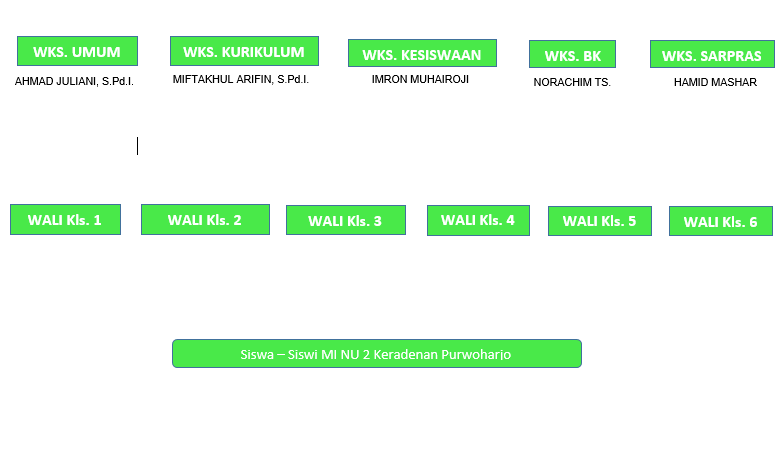 WKS. UMUM
WKS. KURIKULUM
WKS. KESISWAAN
WKS. BK
WKS. SARPRAS
AHMAD JULIANI, S.Pd.I.
MIFTAKHUL ARIFIN, S.Pd.I.
IMRON MUHAIROJI
NORACHIM TS.
HAMID MASHAR
WALI Kls. 1
WALI Kls. 2
WALI Kls. 3
WALI Kls. 4
WALI Kls. 5
WALI Kls. 6
Siswa – Siswi MI NU 2 Keradenan Purwoharjo